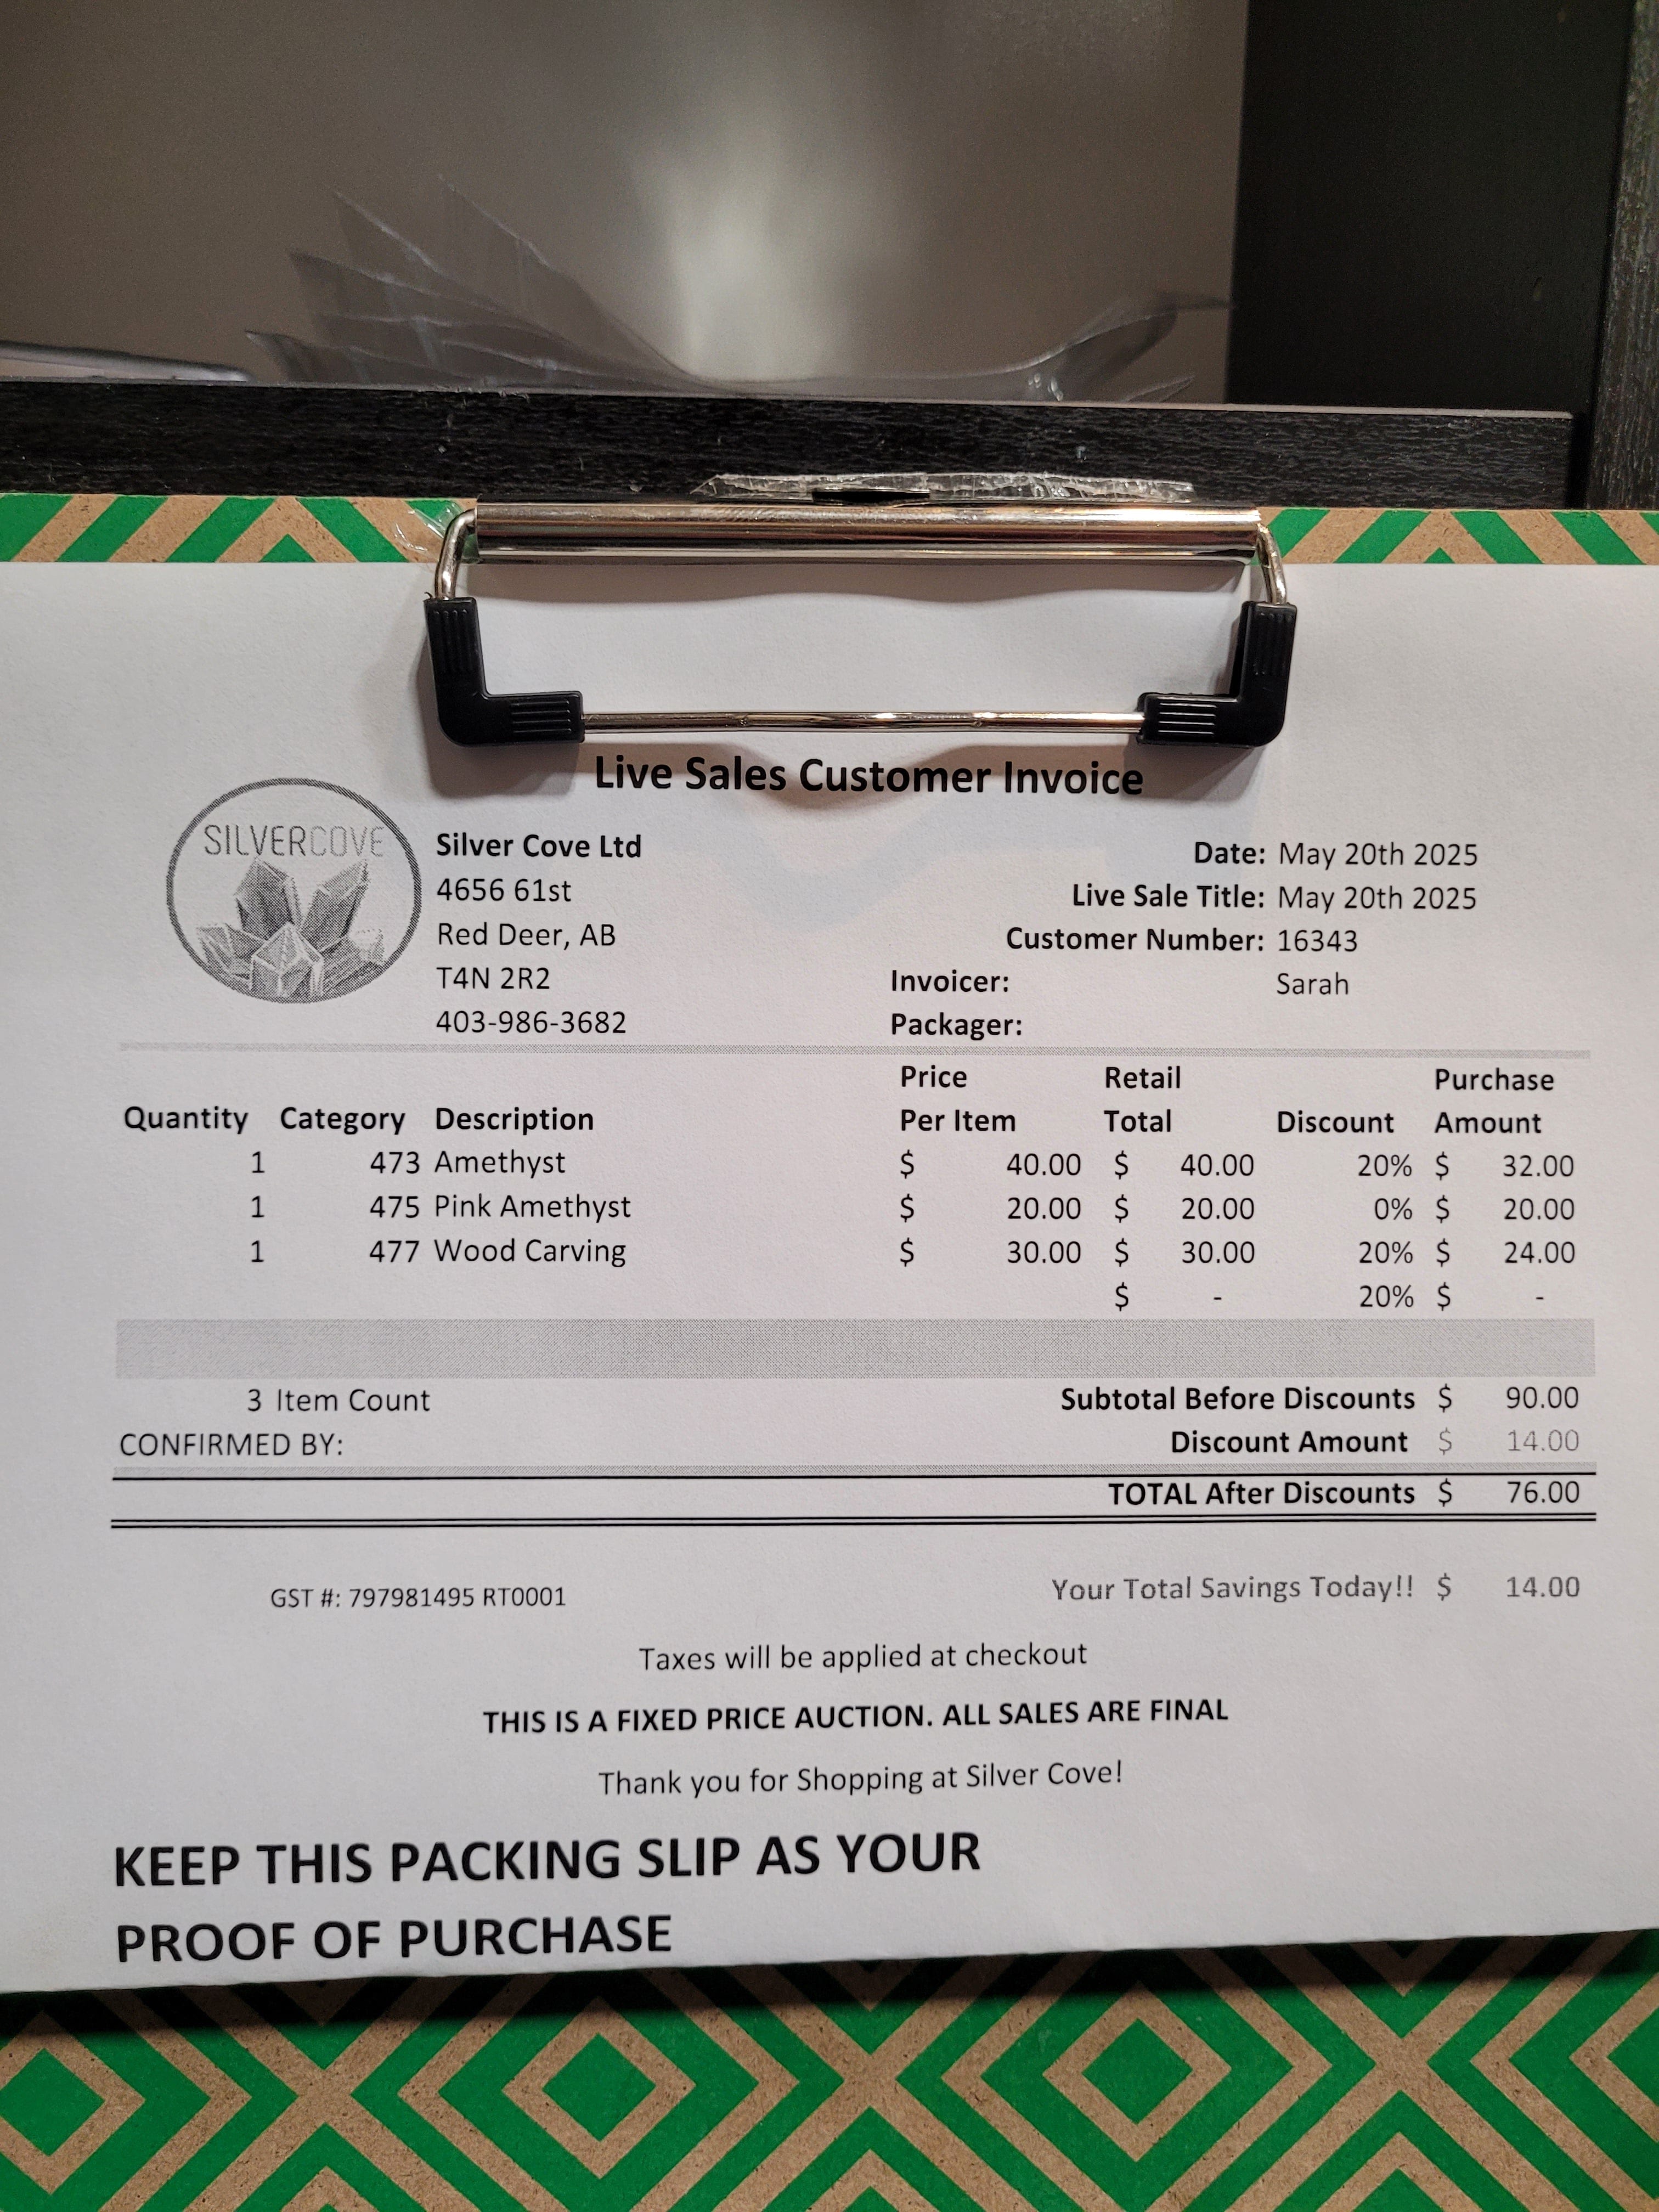 Live Sales Customer Invoice
SILVERCOVE
Silver Cove Ltd
4656 61st
Red Deer, AB
T4N 2R2
403-986-3682
Date: May 20th 2025
Live Sale Title: May 20th 2025
Customer Number: 16343
Invoicer: Sarah
Packager:
Quantity Category Description Price Per Item Retail Total Discount Purchase Amount
1 473 Amethyst $ 40.00 $ 40.00 20% $ 32.00
1 475 Pink Amethyst $ 20.00 $ 20.00 0% $ 20.00
1 477 Wood Carving $ 30.00 $ 30.00 20% $ 24.00
$ - 20% $ -
3 Item Count Subtotal Before Discounts $ 90.00
CONFIRMED BY: Discount Amount $ 14.00
TOTAL After Discounts $ 76.00
GST #: 797981495 RT0001 Your Total Savings Today!! $ 14.00
Taxes will be applied at checkout
THIS IS A FIXED PRICE AUCTION. ALL SALES ARE FINAL
Thank you for Shopping at Silver Cove!
KEEP THIS PACKING SLIP AS YOUR
PROOF OF PURCHASE